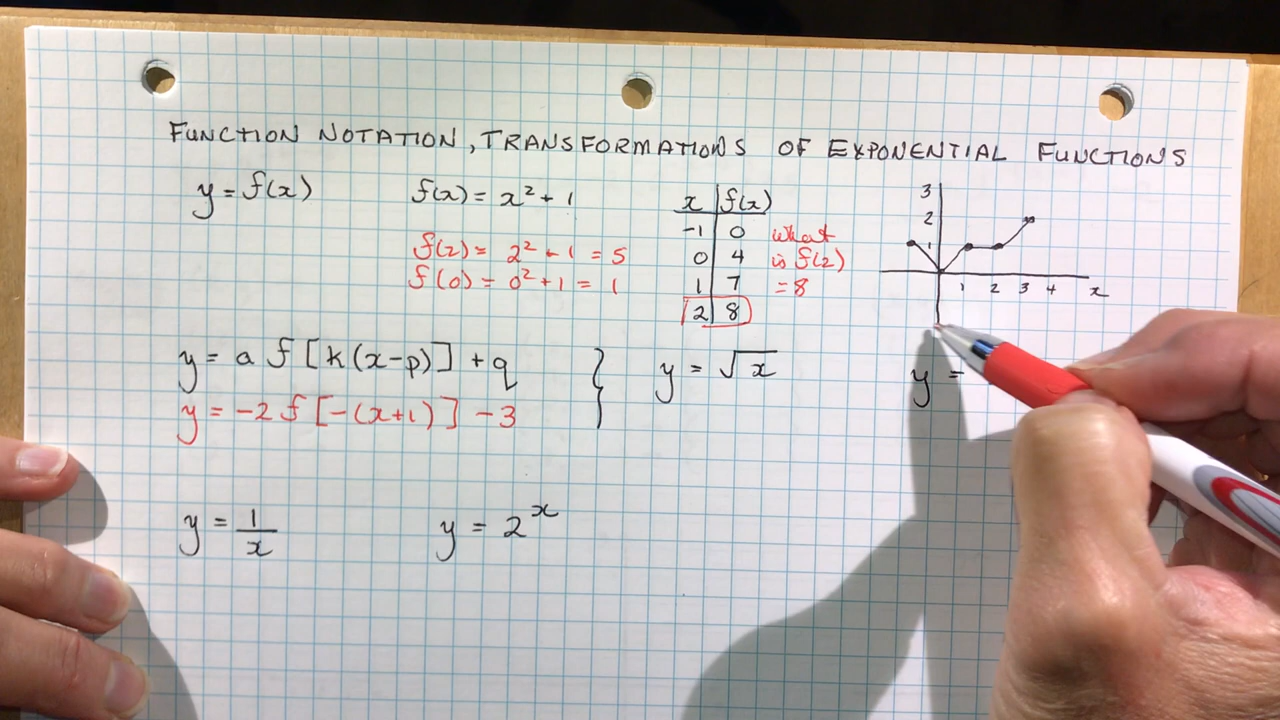 FUNCTION NOTATION, TRANSFORMATIONS OF EXPONENTIAL FUNCTIONS
y = f(x)
f(x) = x² + 1
f(2) = 2² + 1 = 5
f(0) = 0² + 1 = 1
x f(x)
-1 0
0 4
1 7
2 8
what
is f(2)
= 8
3
2
1
1 2 3 4 x
y = a f[k(x-p)] + q
y = -2 f[-(x+1)] - 3
}
y = √x
y =
y = 1/x
y = 2ˣ